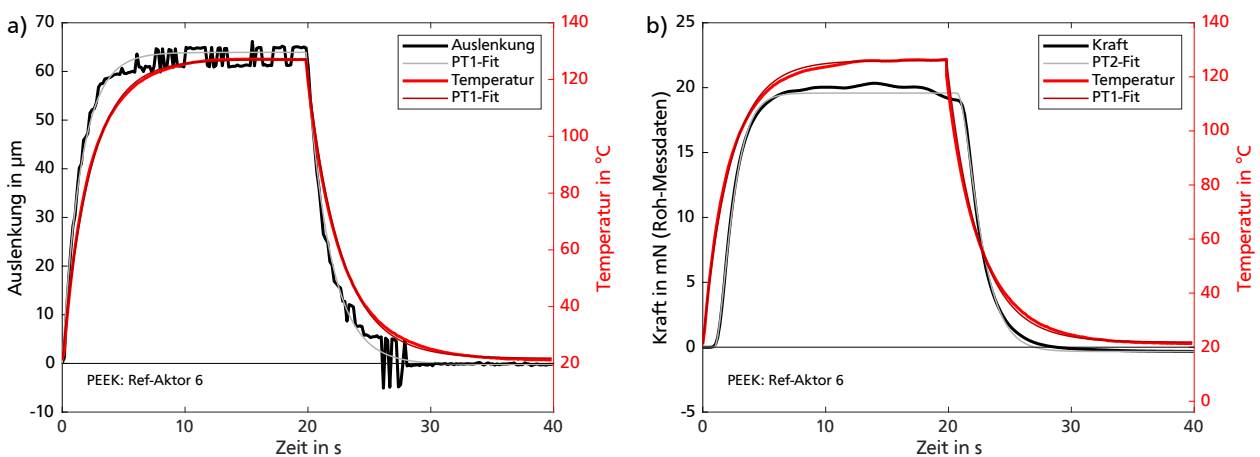 a)
70
60
50
40
30
20
10
0
-10
Auslenkung in µm
140
120
100
80
60
40
20
Temperatur in °C
Auslenkung
PT1-Fit
Temperatur
PT1-Fit
PEEK: Ref-Aktor 6
0 10 20 30 40
Zeit in s
b)
25
20
15
10
5
0
-5
Kraft in mN (Roh-Messdaten)
140
120
100
80
60
40
20
0
Temperatur in °C
Kraft
PT2-Fit
Temperatur
PT1-Fit
PEEK: Ref-Aktor 6
0 10 20 30 40
Zeit in s